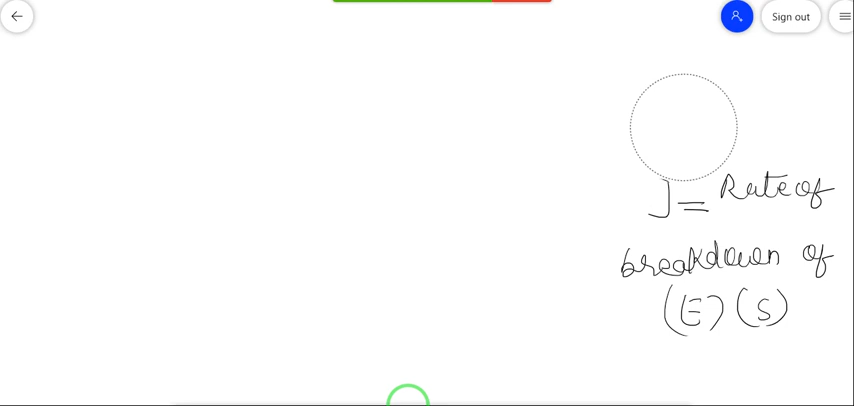 Sign out
] = Rate of
breakdown of
(E) (S)